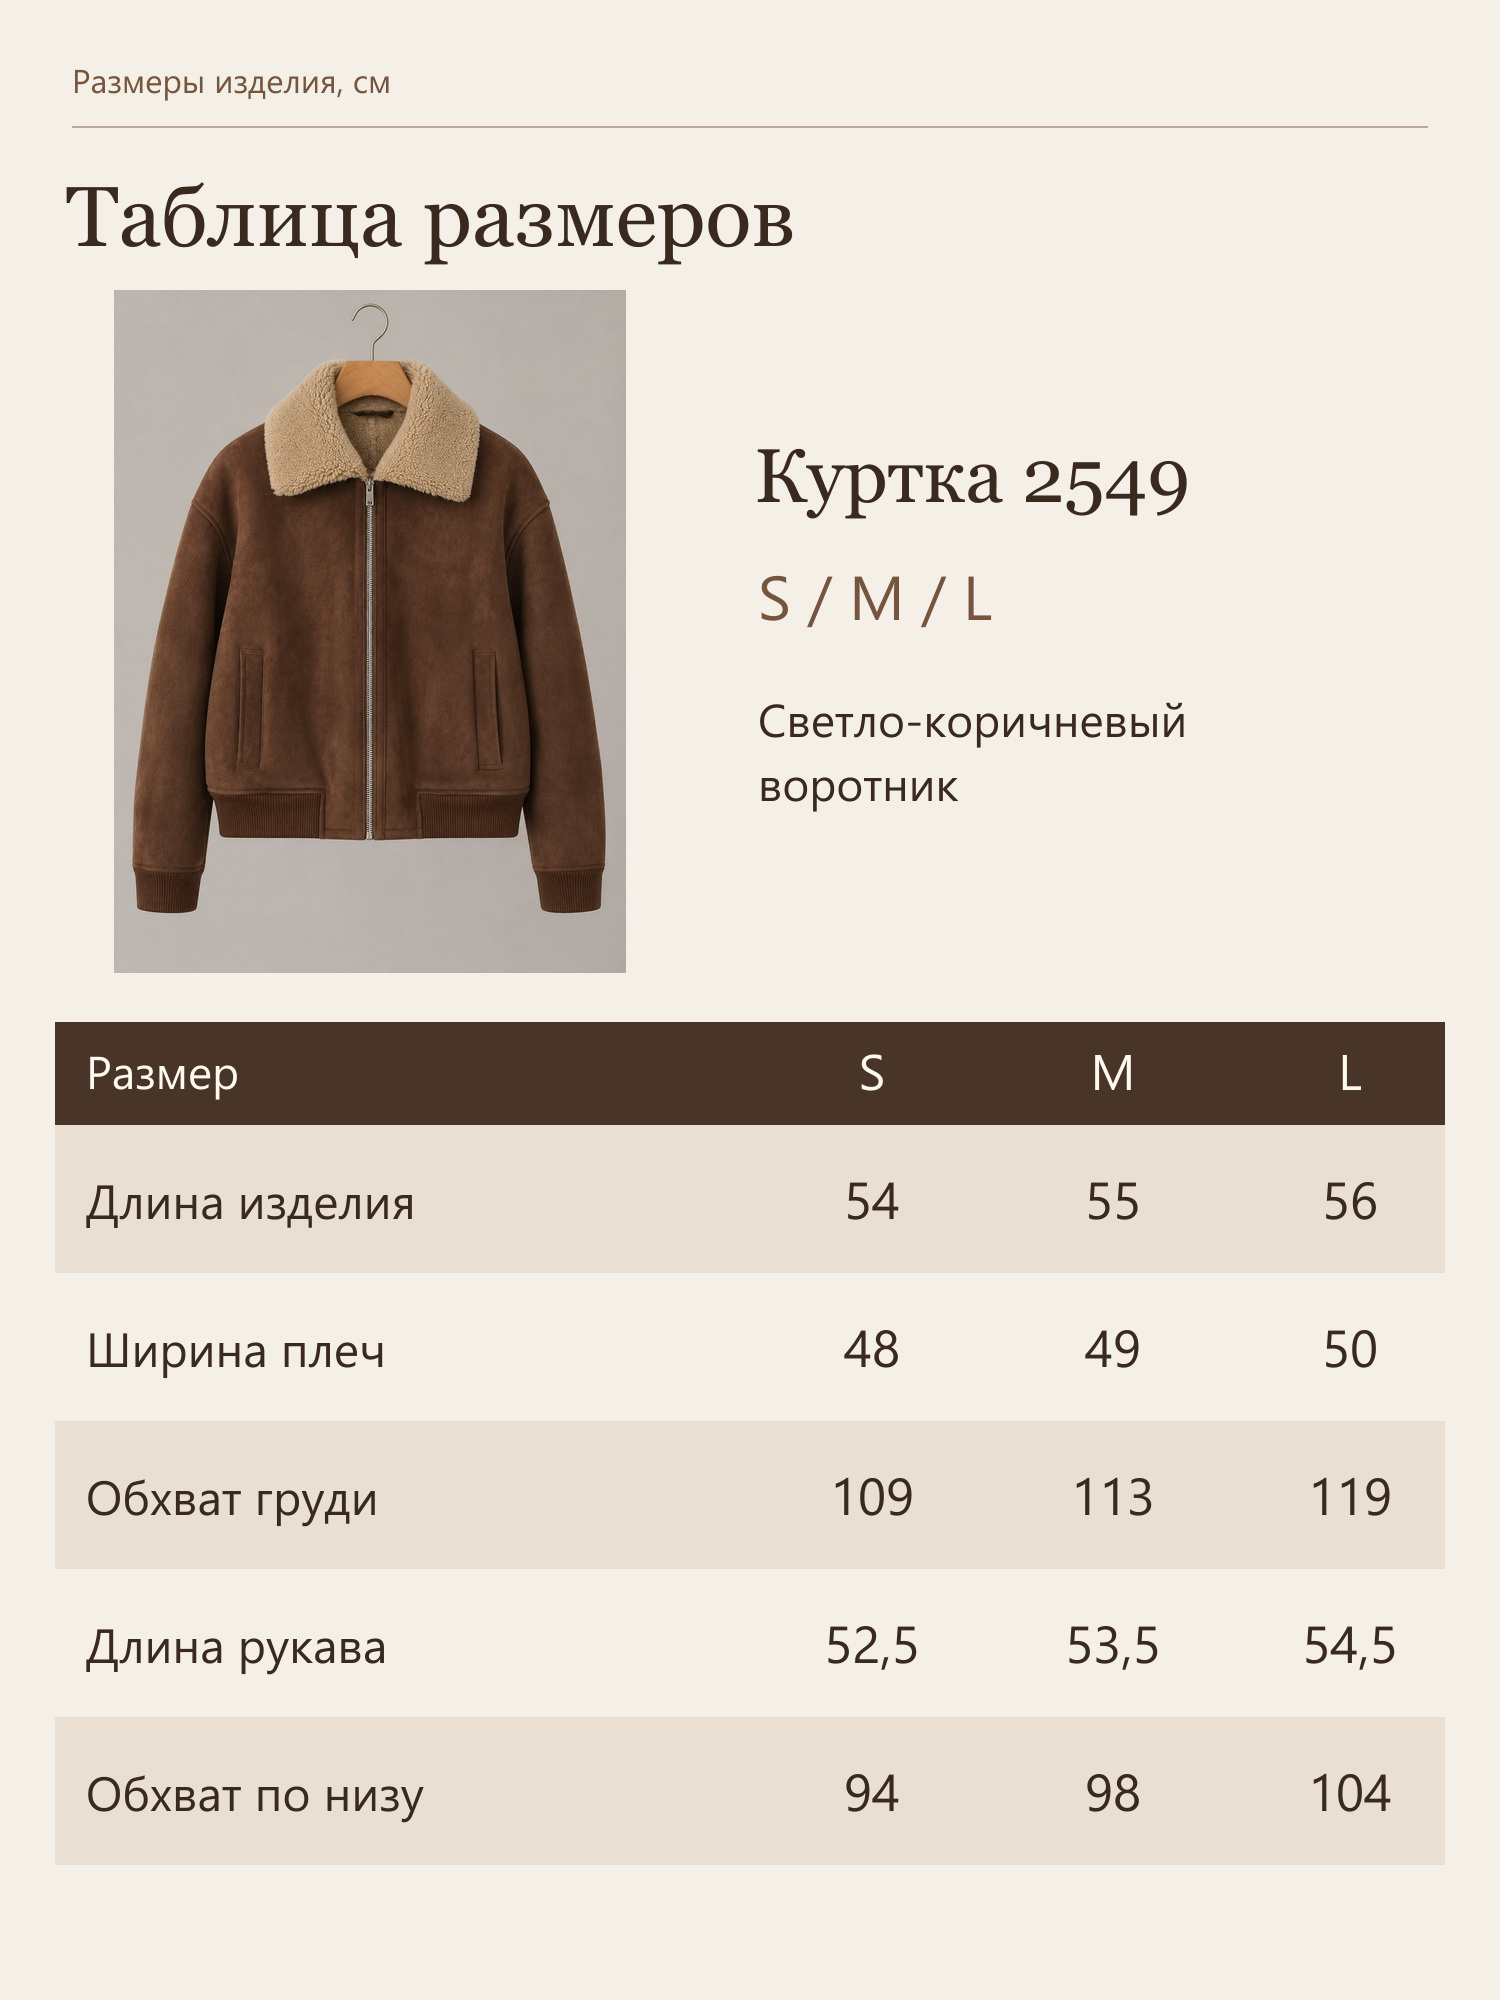 Размеры изделия, см
Таблица размеров
Куртка 2549
S / M / L
Светло-коричневый
воротник
Размер S M L
Длина изделия 54 55 56
Ширина плеч 48 49 50
Обхват груди 109 113 119
Длина рукава 52,5 53,5 54,5
Обхват по низу 94 98 104